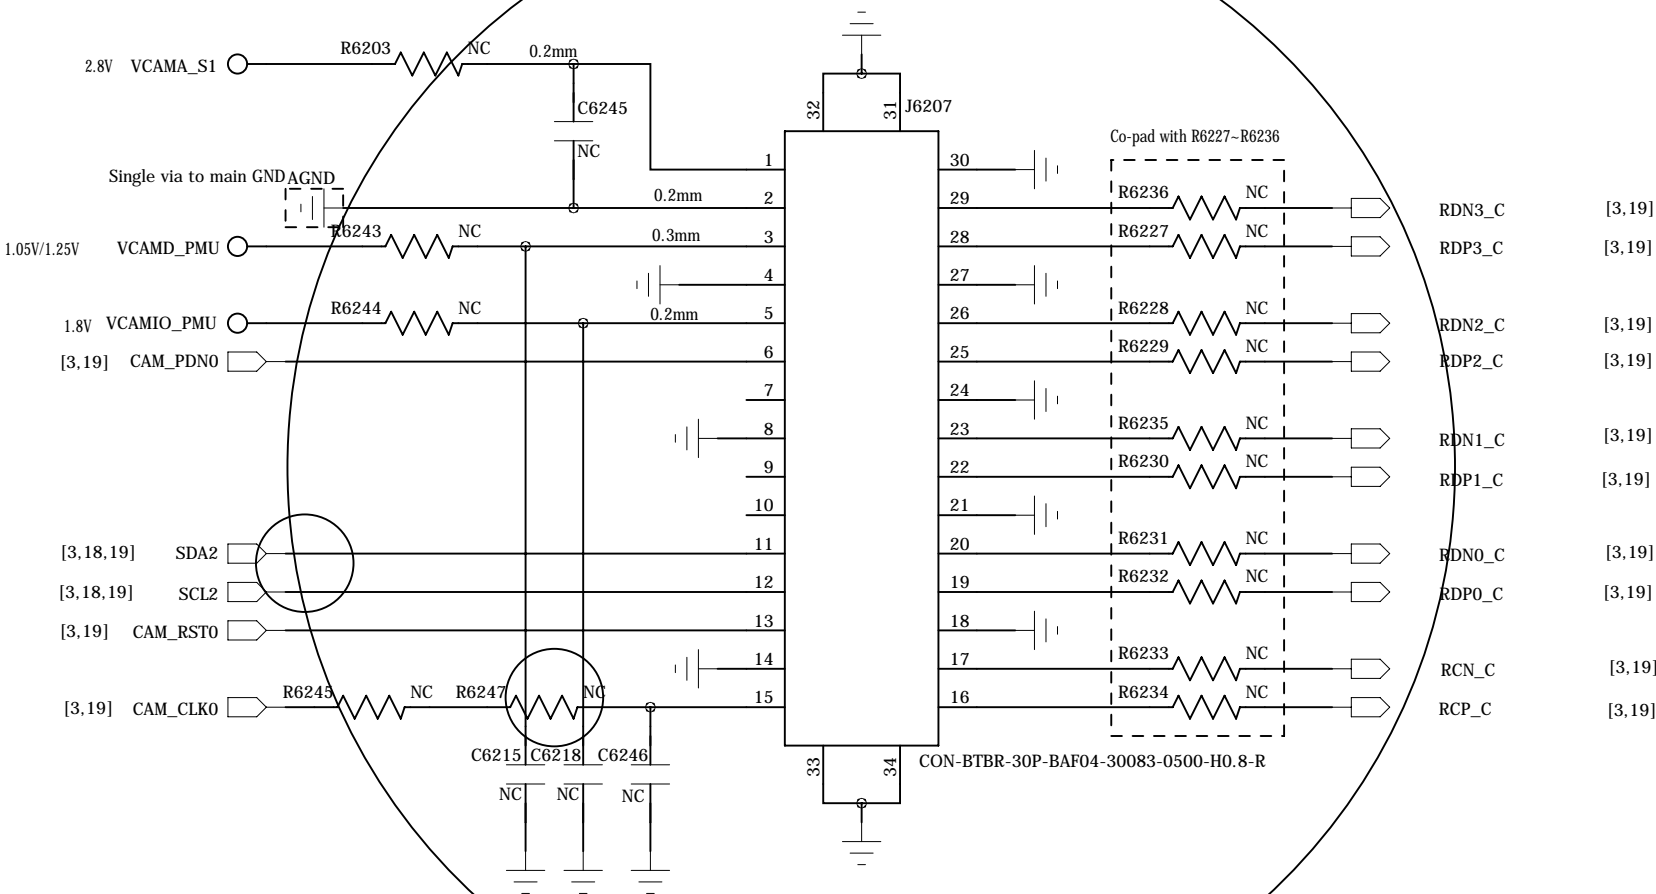 R6203 NC 0.2mm
2.8V VCAMA_S1
32 31 J6207
C6245
NC
Co-pad with R6227~R6236
1 30
Single via to main GND AGND
0.2mm 2 29 R6236 NC RDN3_C [3,19]
R6243 NC 0.3mm 3 28 R6227 NC
1.05V/1.25V VCAMD_PMU RDP3_C [3,19]
4 27
R6244 NC 0.2mm 5 26 R6228 NC
1.8V VCAMIO_PMU RDN2_C [3,19]
[3,19] CAM_PDN0 6 25 R6229 NC RDP2_C [3,19]
7 24
8 23 R6235 NC RDN1_C [3,19]
9 22 R6230 NC RDP1_C [3,19]
10 21
[3,18,19] SDA2 11 20 R6231 NC RDN0_C [3,19]
[3,18,19] SCL2 12 19 R6232 NC RDP0_C [3,19]
[3,19] CAM_RST0 13 18
14 17 R6233 NC RCN_C [3,19]
R6245 NC R6247 NC 15 16 R6234 NC
[3,19] CAM_CLK0 RCP_C [3,19]
C6215 C6218 C6246
NC NC NC
33 34
CON-BTBR-30P-BAF04-30083-0500-H0.8-R